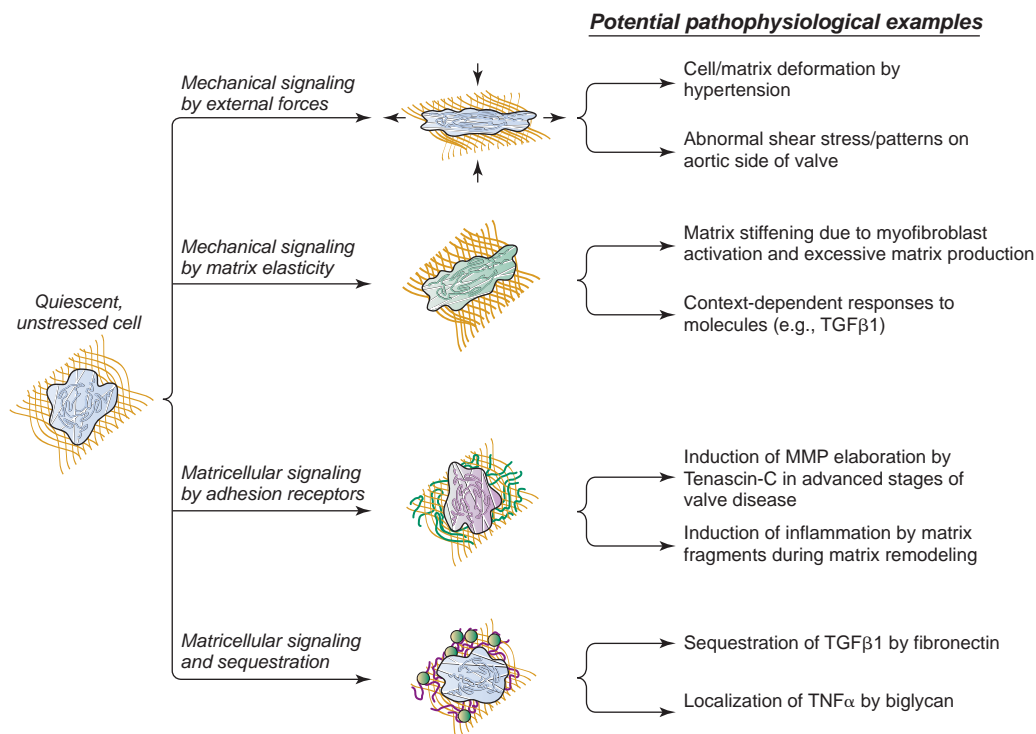 Potential pathophysiological examples
Mechanical signaling
by external forces
Cell/matrix deformation by
hypertension
Abnormal shear stress/patterns on
aortic side of valve
Mechanical signaling
by matrix elasticity
Matrix stiffening due to myofibroblast
activation and excessive matrix production
Context-dependent responses to
molecules (e.g., TGFβ1)
Quiescent,
unstressed cell
Matricellular signaling
by adhesion receptors
Induction of MMP elaboration by
Tenascin-C in advanced stages of
valve disease
Induction of inflammation by matrix
fragments during matrix remodeling
Matricellular signaling
and sequestration
Sequestration of TGFβ1 by fibronectin
Localization of TNFα by biglycan